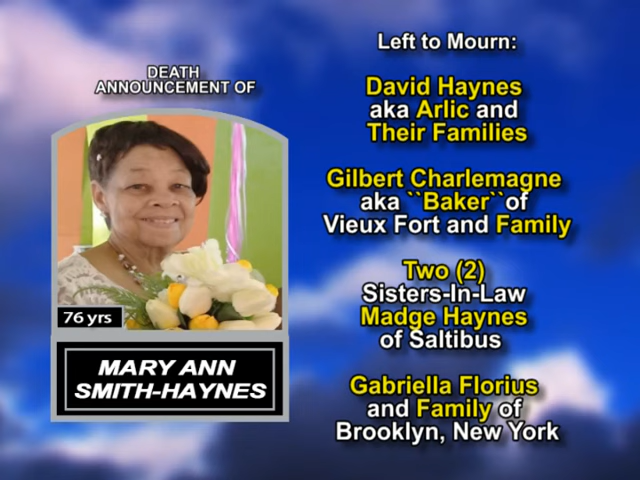 DEATH
ANNOUNCEMENT OF
76 yrs
MARY ANN
SMITH-HAYNES
Left to Mourn:
David Haynes
aka Arlic and
Their Families
Gilbert Charlemagne
aka ``Baker``of
Vieux Fort and Family
Two (2)
Sisters-In-Law
Madge Haynes
of Saltibus
Gabriella Florius
and Family of
Brooklyn, New York